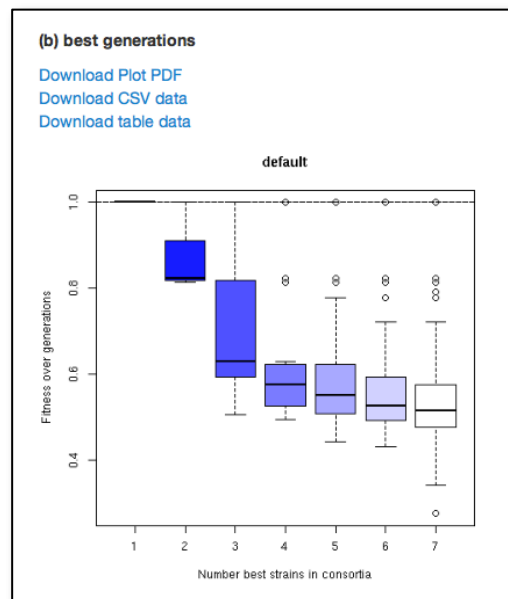 (b) best generations
Download Plot PDF
Download CSV data
Download table data
default
1.0
0.8
0.6
0.4
Fitness over generations
1 2 3 4 5 6 7
Number best strains in consortia